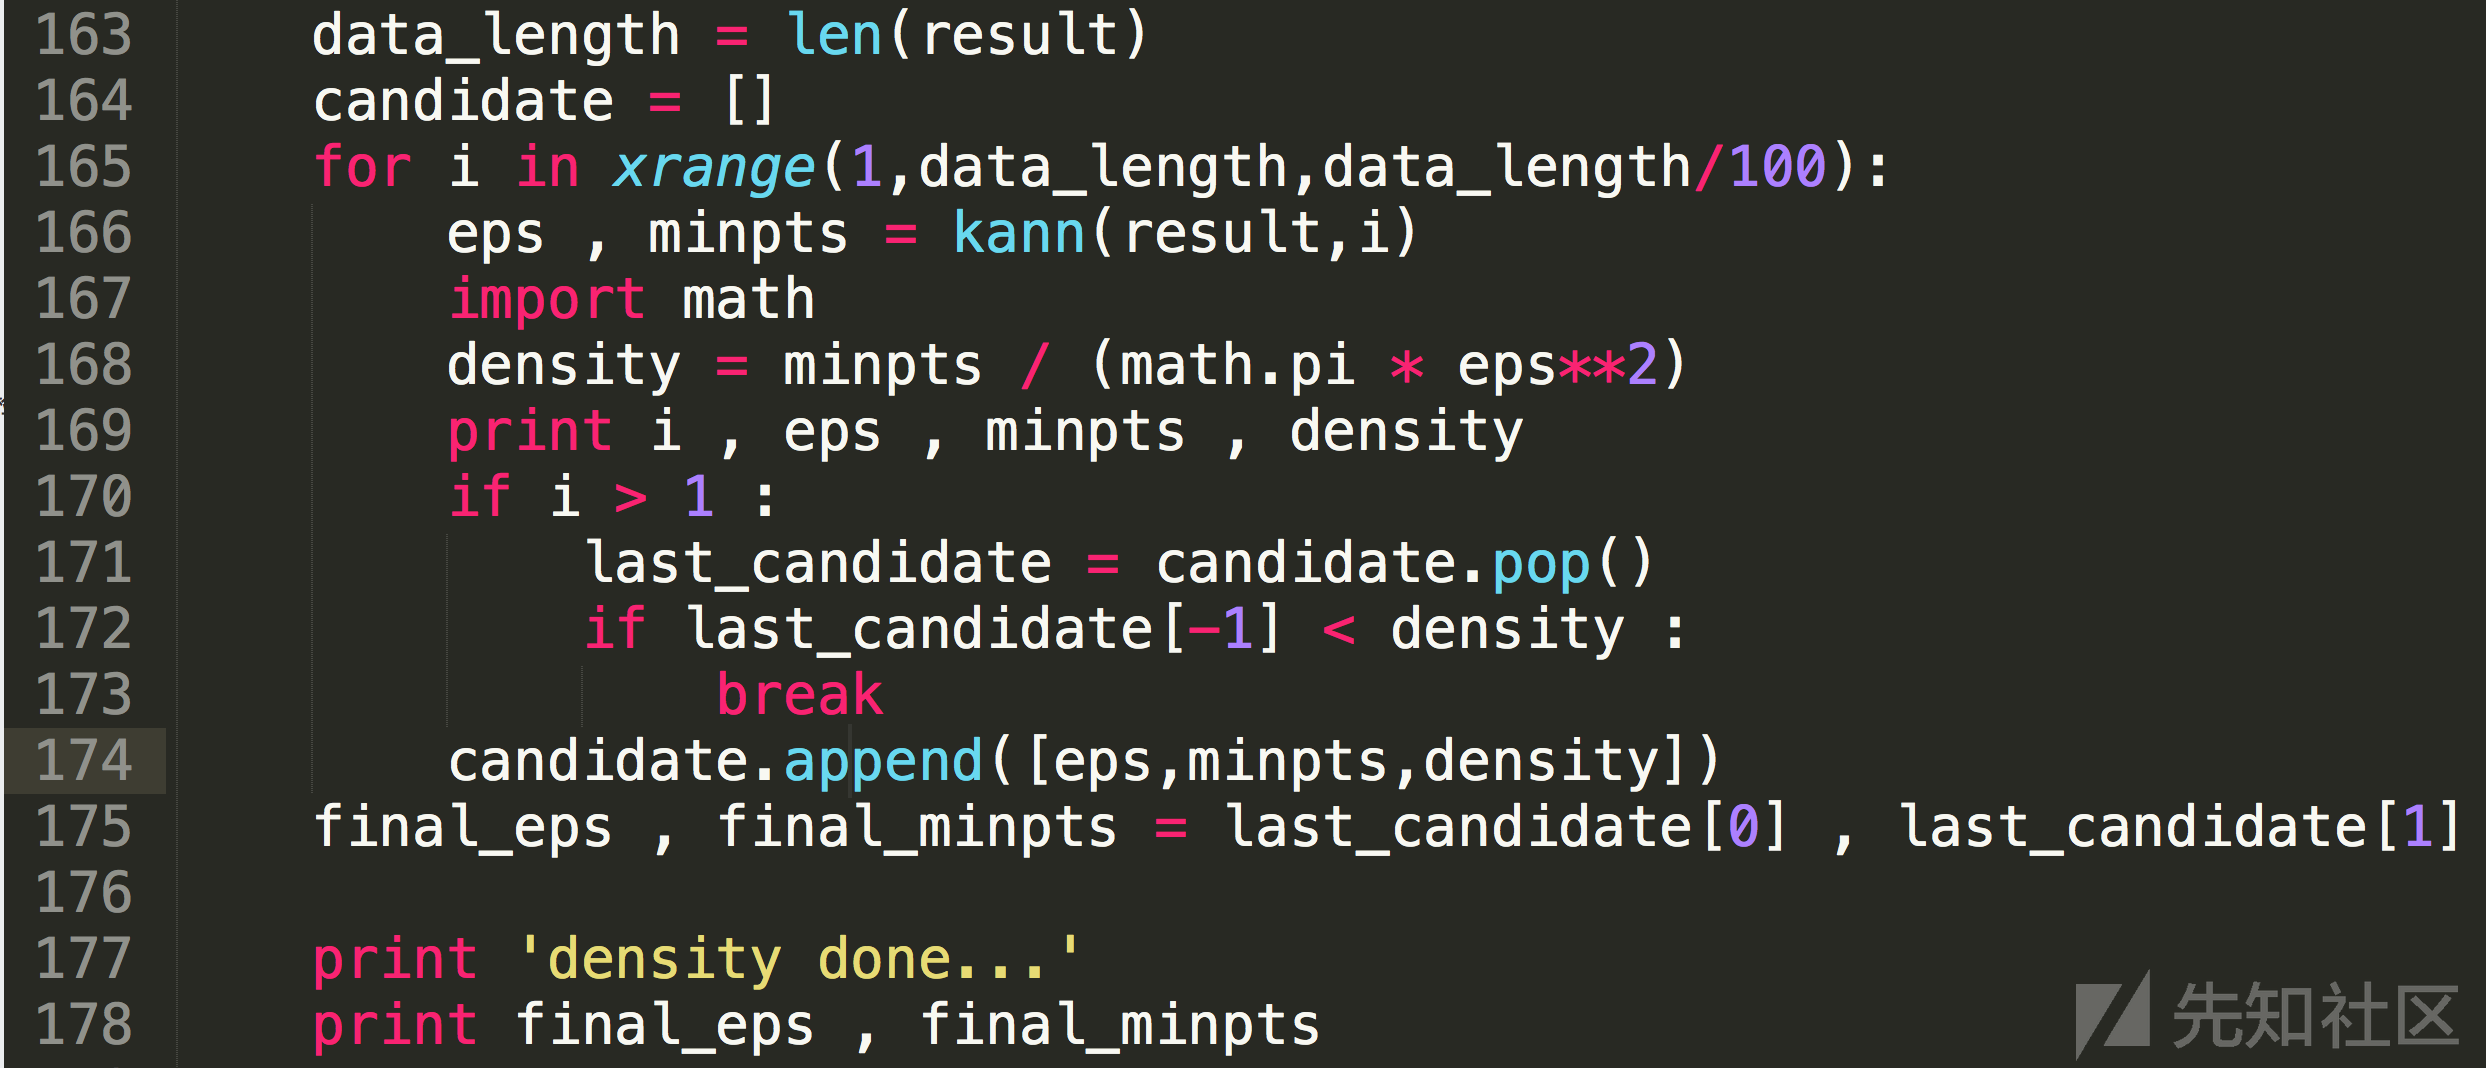 163 data_length = len(result)
164 candidate = []
165 for i in xrange(1,data_length,data_length/100):
166 eps , minpts = kann(result,i)
167 import math
168 density = minpts / (math.pi * eps**2)
169 print i , eps , minpts , density
170 if i > 1 :
171 last_candidate = candidate.pop()
172 if last_candidate[-1] < density :
173 break
174 candidate.append([eps,minpts,density])
175 final_eps , final_minpts = last_candidate[0] , last_candidate[1]
176
177 print 'density done...'
178 print final_eps , final_minpts
先知社区